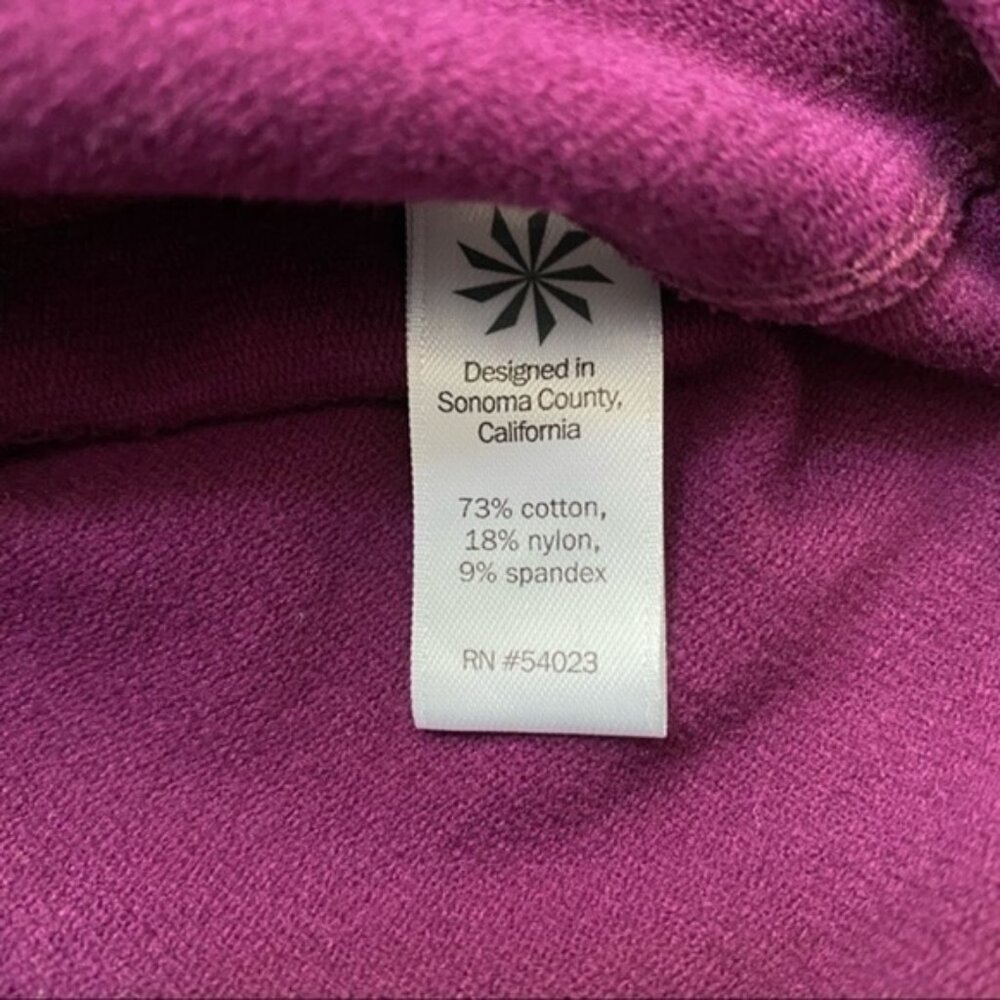 Designed in
Sonoma County,
California
73% cotton,
18% nylon,
9% spandex
RN #54023